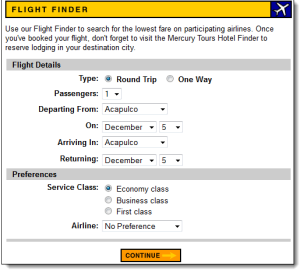 FLIGHT FINDER
Use our Flight Finder to search for the lowest fare on participating airlines. Once
you've booked your flight, don't forget to visit the Mercury Tours Hotel Finder to
reserve lodging in your destination city.
Flight Details
Type: Round Trip One Way
Passengers: 1
Departing From: Acapulco
On: December 5
Arriving In: Acapulco
Returning: December 5
Preferences
Service Class: Economy class
Business class
First class
Airline: No Preference
CONTINUE